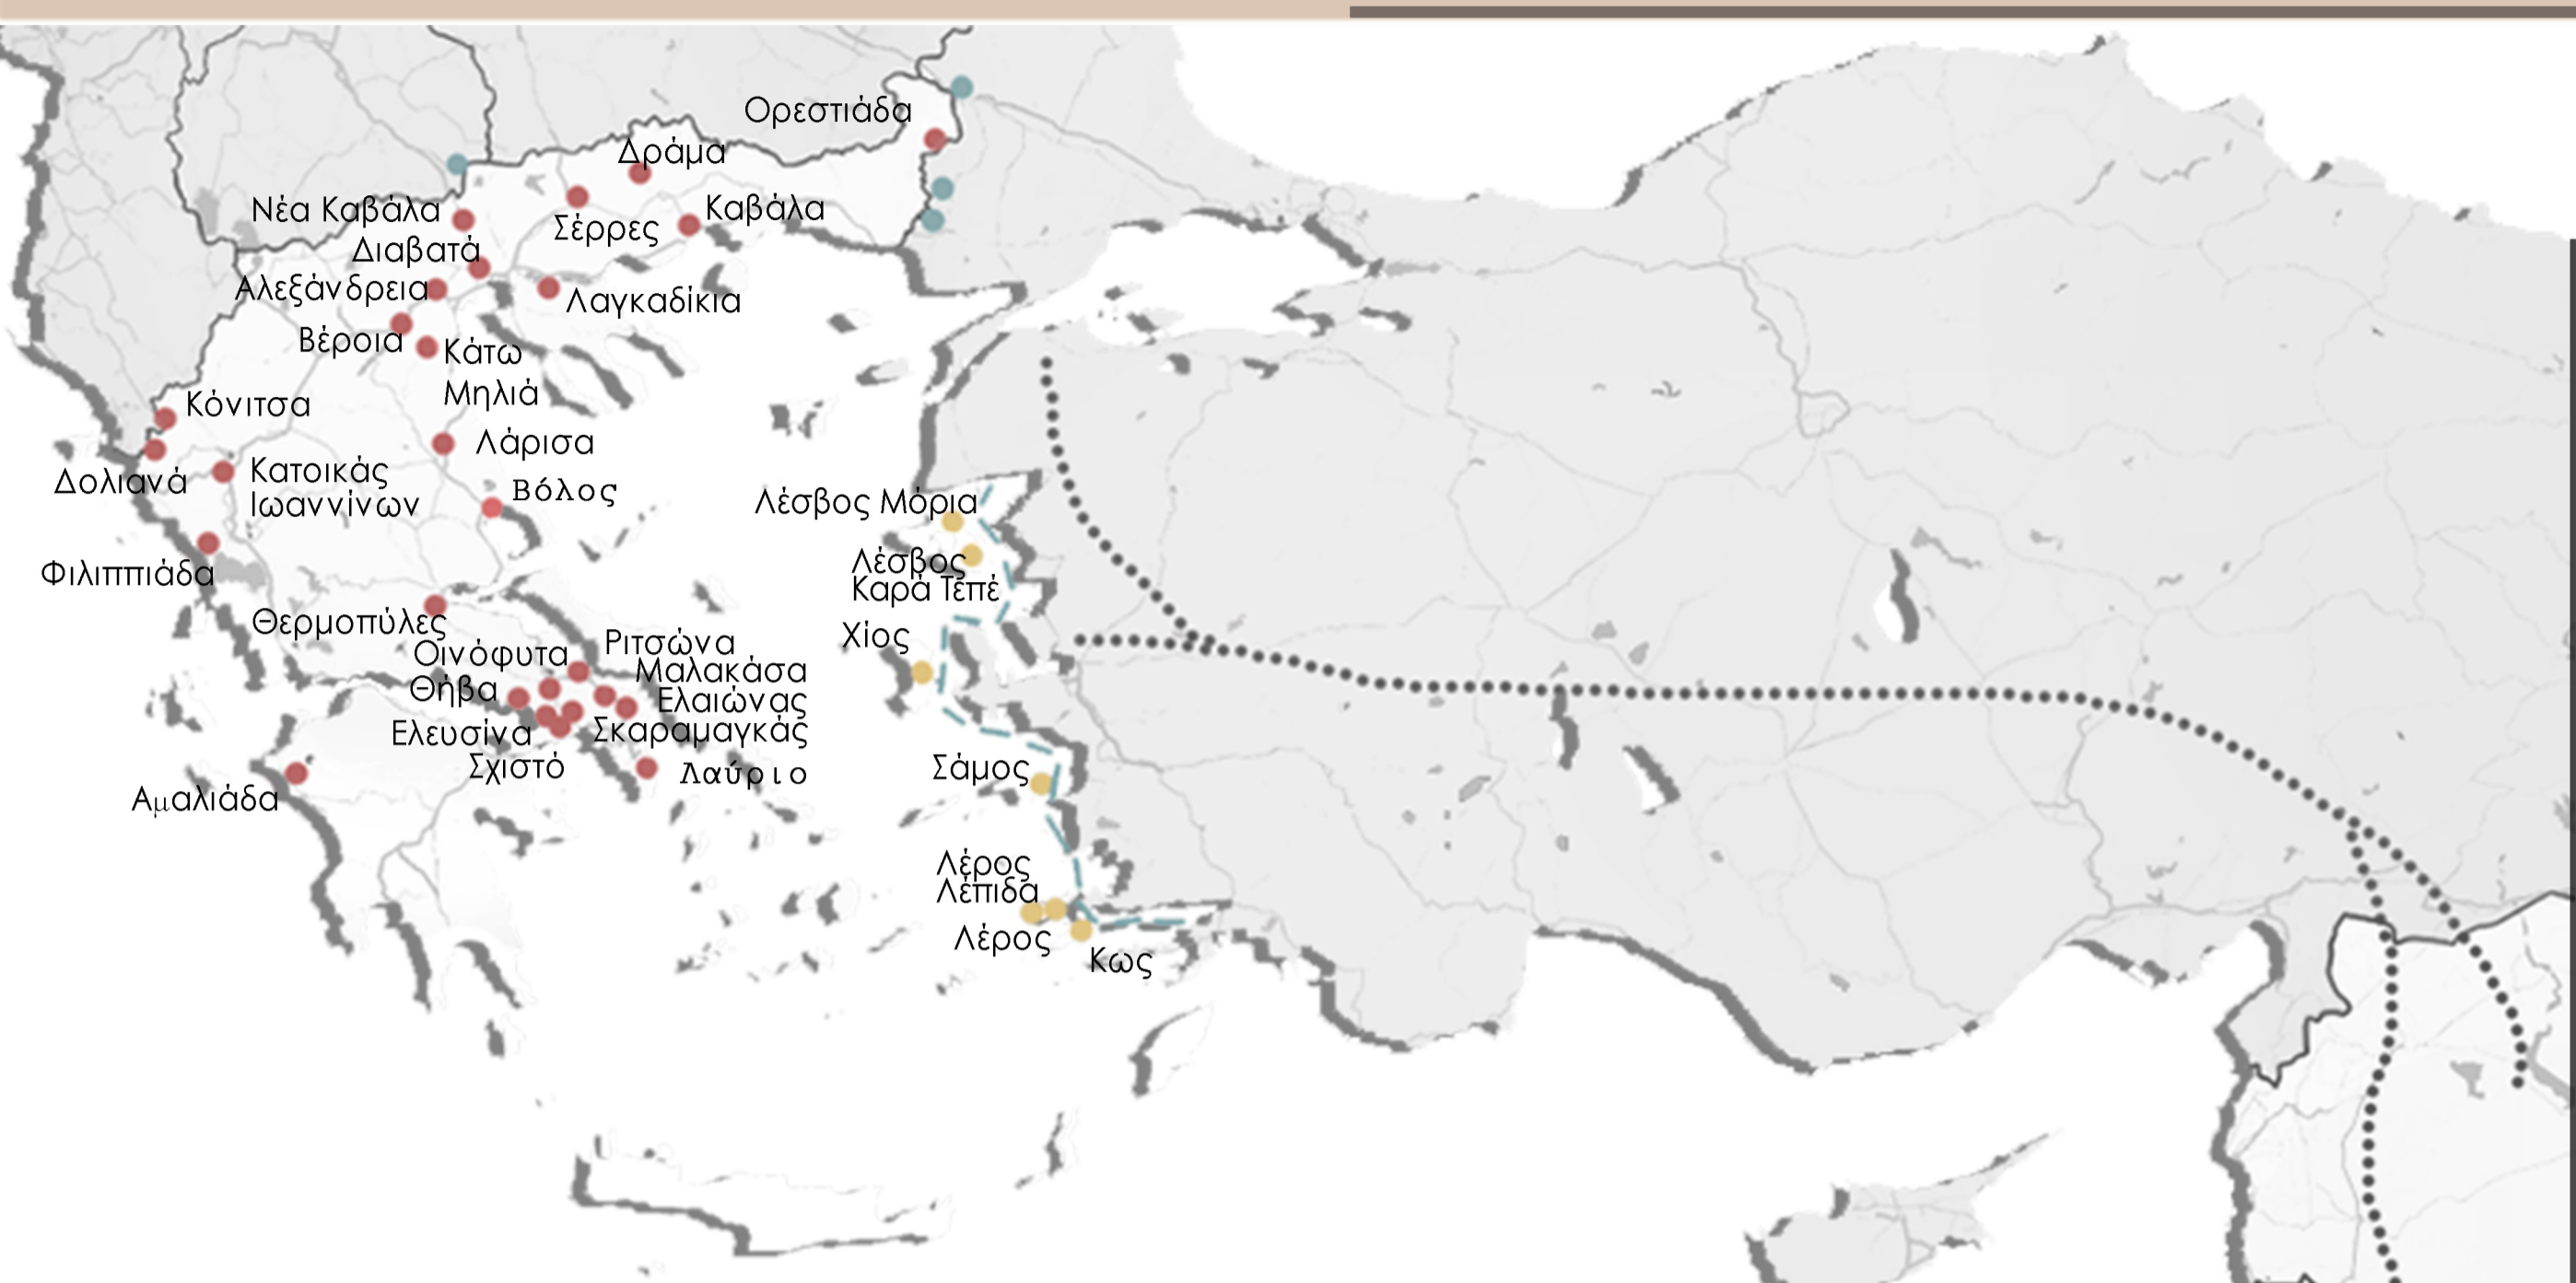 Ορεστιάδα
Δράμα
Νέα Καβάλα
Καβάλα
Σέρρες
Διαβατά
Αλεξάνδρεια
Λαγκαδίκια
Βέροια
Κάτω
Μηλιά
Κόνιτσα
Λάρισα
Δολιανά
Κατοικάς
Ιωαννίνων
Βόλος
Λέσβος Μόρια
Λέσβος
Καρά Τεπέ
Φιλιππιάδα
Θερμοπύλες
Χίος
Ριτσώνα
Οινόφυτα
Μαλακάσα
Θήβα
Ελαιώνας
Ελευσίνα
Σκαραμαγκάς
Σχιστό
Λαύριο
Σάμος
Αμαλιάδα
Λέρος
Λέπιδα
Λέρος
Κως